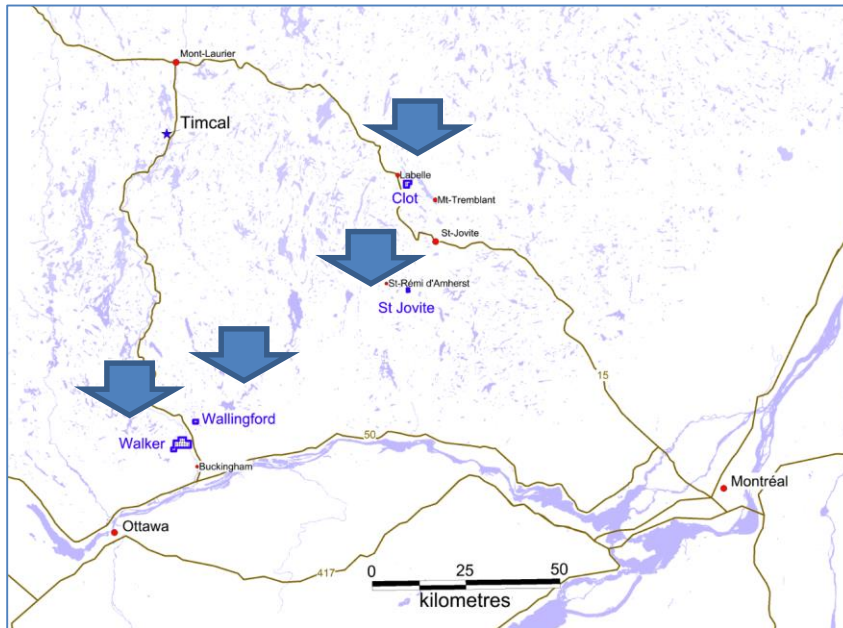 Mont-Laurier
Timcal
Labelle
Clot
Mt-Tremblant
St-Jovite
St-Rémi d'Amherst
St Jovite
15
Wallingford
50
Walker
Buckingham
Montréal
Ottawa
417
0 25 50
kilometres